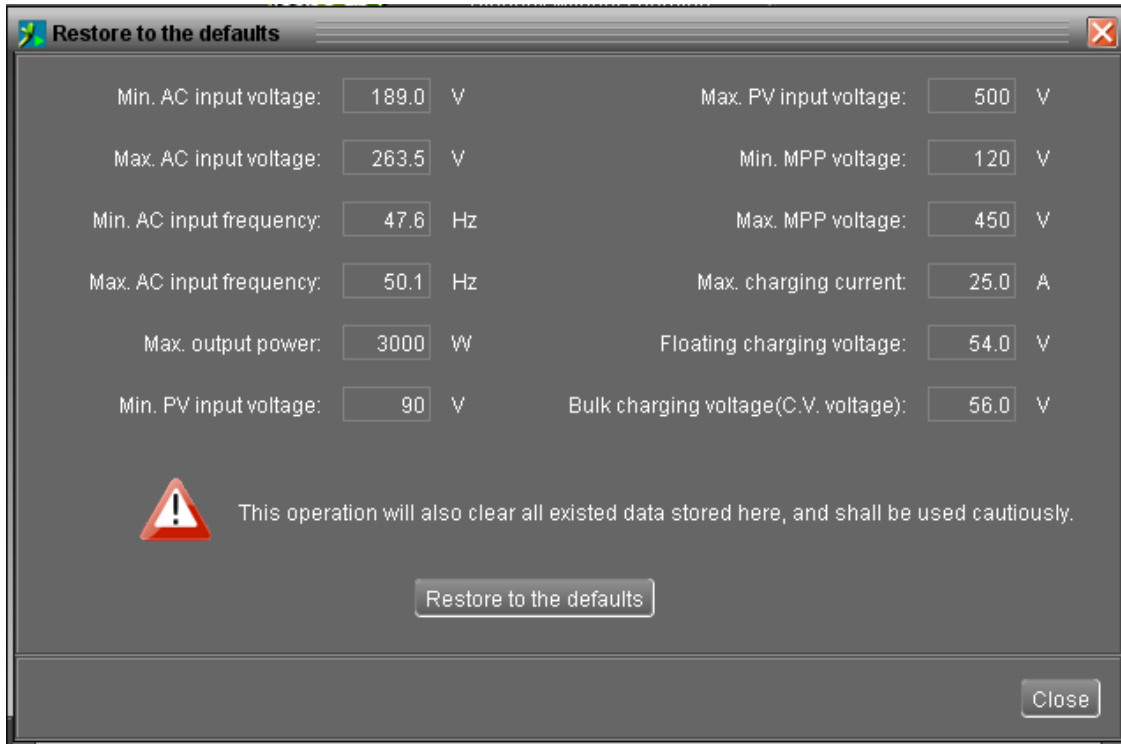 Restore to the defaults
Min. AC input voltage: 189.0 V
Max. PV input voltage: 500 V
Max. AC input voltage: 263.5 V
Min. MPP voltage: 120 V
Min. AC input frequency: 47.6 Hz
Max. MPP voltage: 450 V
Max. AC input frequency: 50.1 Hz
Max. charging current: 25.0 A
Max. output power: 3000 W
Floating charging voltage: 54.0 V
Min. PV input voltage: 90 V
Bulk charging voltage(C.V. voltage): 56.0 V
This operation will also clear all existed data stored here, and shall be used cautiously.
Restore to the defaults
Close